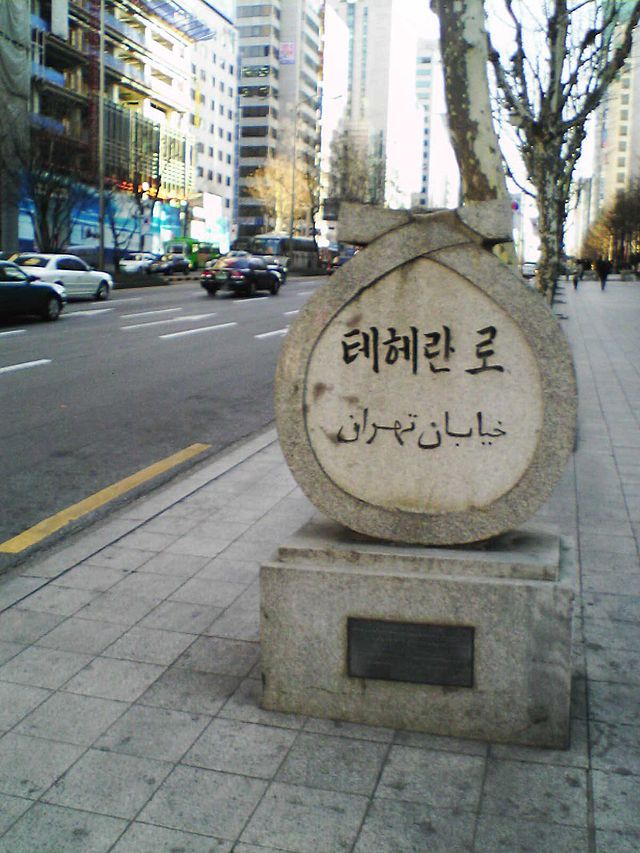 테헤란 로
خیابان تهران